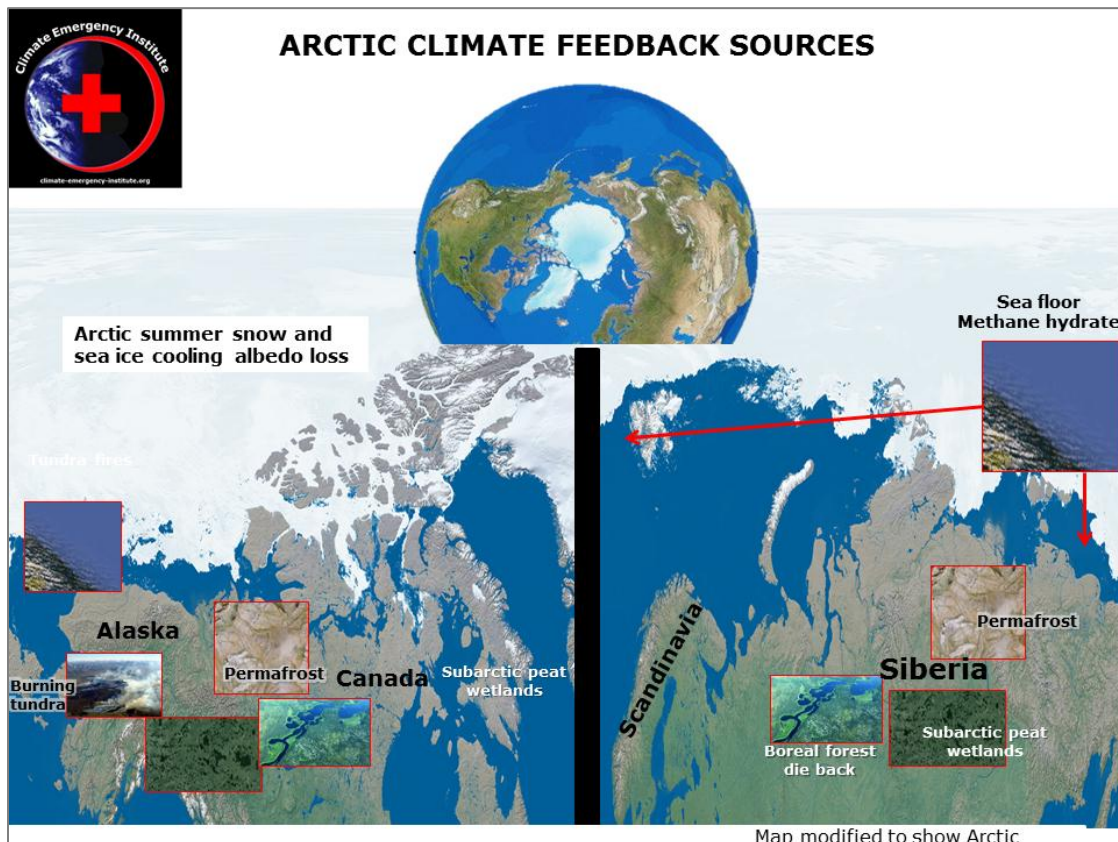 Climate Emergency Institute
climate-emergency-institute.org
ARCTIC CLIMATE FEEDBACK SOURCES
Arctic summer snow and
sea ice cooling albedo loss
Sea floor
Methane hydrate
Tundra fires
Alaska
Burning
tundra
Permafrost
Canada
Subarctic peat
wetlands
Scandinavia
Permafrost
Siberia
Boreal forest
die back
Subarctic peat
wetlands
Map modified to show Arctic